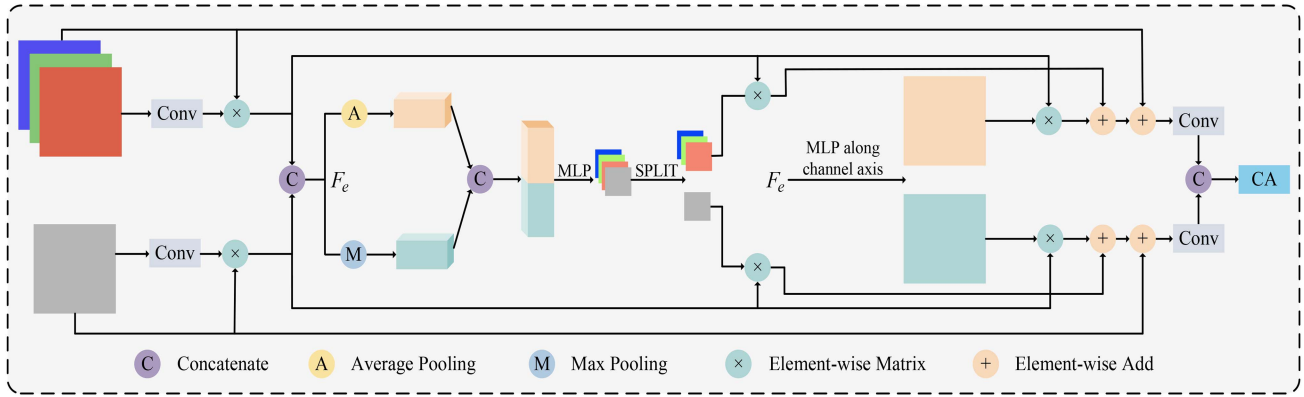 Conv
×
C
F_e
A
M
C
MLP
SPLIT
×
F_e
MLP along
channel axis
×
+
+
Conv
C
CA
Conv
×
×
×
+
+
Conv
C Concatenate
A Average Pooling
M Max Pooling
× Element-wise Matrix
+ Element-wise Add